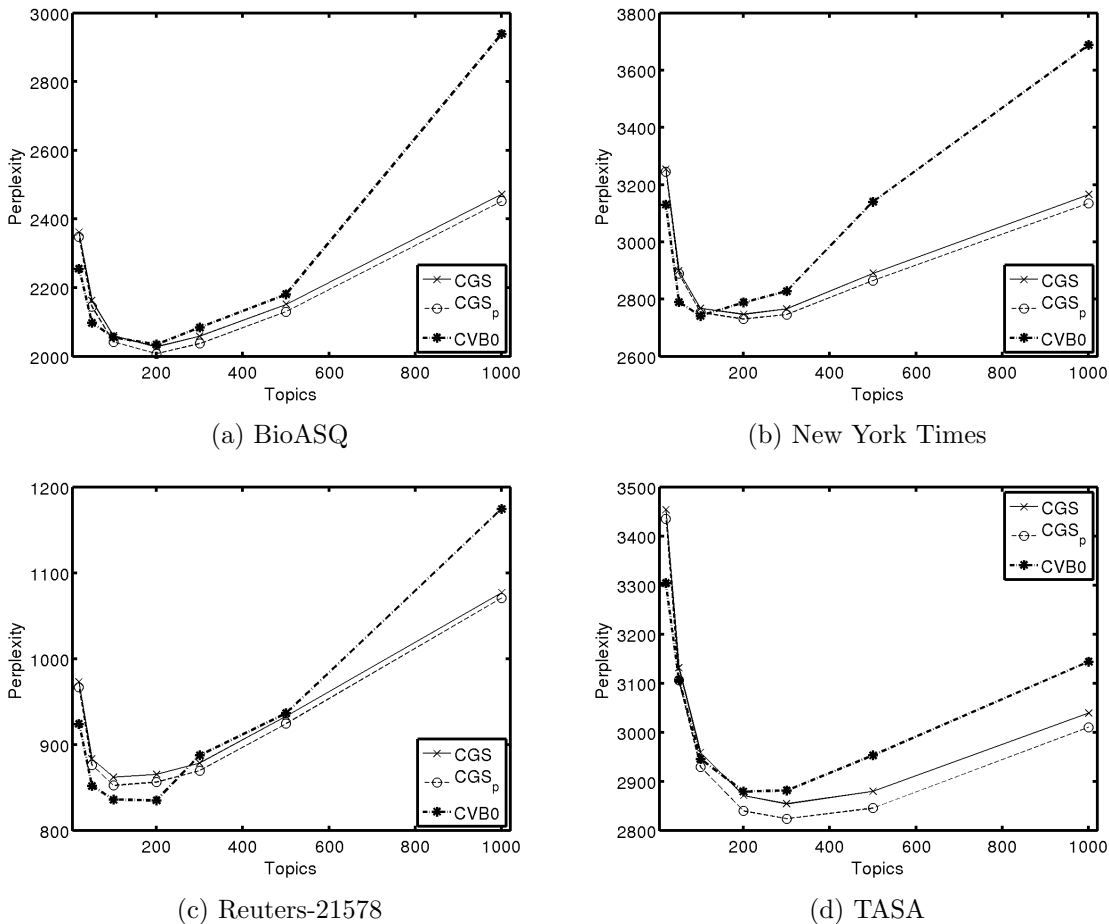 3000
2800
2600
2400
2200
2000
Perplexity
200 400 600 800 1000
Topics
CGS
CGSp
CVB0
(a) BioASQ
3800
3600
3400
3200
3000
2800
2600
Perplexity
200 400 600 800 1000
Topics
CGS
CGSp
CVB0
(b) New York Times
1200
1100
1000
900
800
Perplexity
200 400 600 800 1000
Topics
CGS
CGSp
CVB0
(c) Reuters-21578
3500
3400
3300
3200
3100
3000
2900
2800
Perplexity
200 400 600 800 1000
Topics
CGS
CGSp
CVB0
(d) TASA